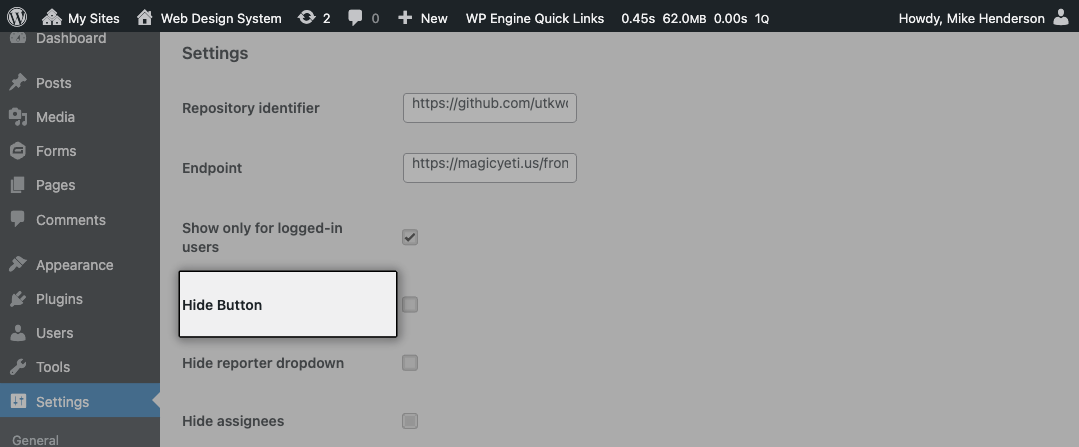 My Sites Web Design System 2 0 New WP Engine Quick Links 0.45s 62.0MB 0.00s 1Q Howdy, Mike Henderson
Dashboard
Posts
Media
Forms
Pages
Comments
Appearance
Plugins
Users
Tools
Settings
General
Settings
Repository identifier
https://github.com/utkwd
Endpoint
https://magicyeti.us/fron
Show only for logged-in
users
Hide Button
Hide reporter dropdown
Hide assignees